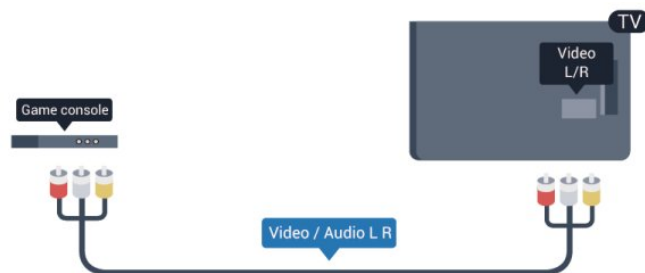 TV
Video
L/R
Game console
Video / Audio L R